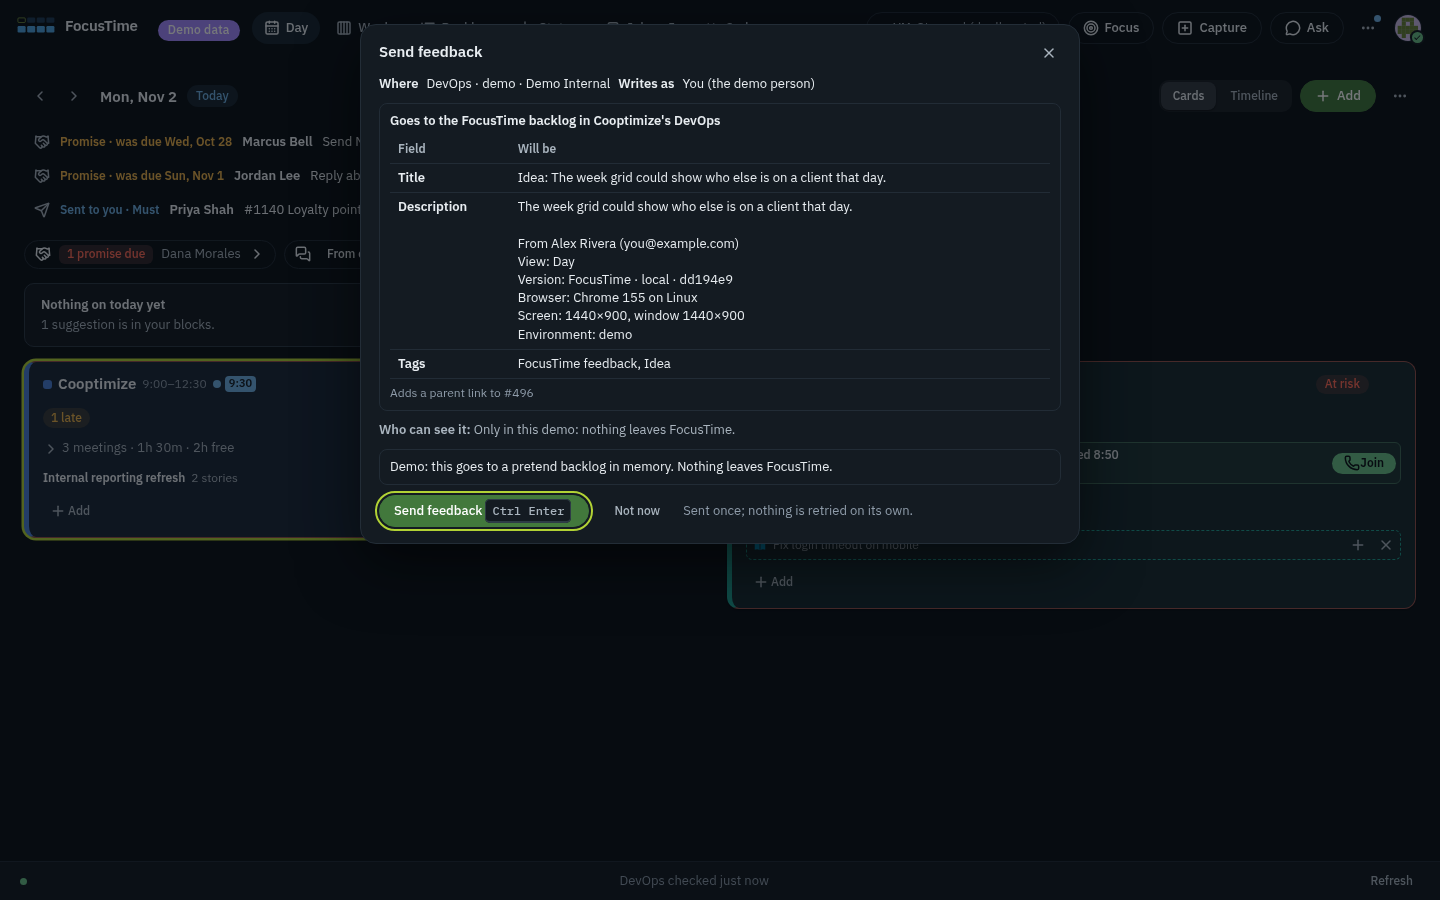 FocusTime
Demo data
Day
Focus
Capture
Ask
Send feedback
Where DevOps · demo · Demo Internal Writes as You (the demo person)
Mon, Nov 2
Today
Cards
Timeline
Add
Goes to the FocusTime backlog in Cooptimize's DevOps
Field Will be
Title Idea: The week grid could show who else is on a client that day.
Description The week grid could show who else is on a client that day.
From Alex Rivera (you@example.com)
View: Day
Version: FocusTime · local · dd194e9
Browser: Chrome 155 on Linux
Screen: 1440×900, window 1440×900
Environment: demo
Tags FocusTime feedback, Idea
Adds a parent link to #496
Who can see it: Only in this demo: nothing leaves FocusTime.
Demo: this goes to a pretend backlog in memory. Nothing leaves FocusTime.
Send feedback Ctrl Enter
Not now
Sent once; nothing is retried on its own.
Promise · was due Wed, Oct 28 Marcus Bell Send
Promise · was due Sun, Nov 1 Jordan Lee Reply
Sent to you · Must Priya Shah #1140 Loyalty
1 promise due Dana Morales
From
Nothing on today yet
1 suggestion is in your blocks.
Cooptimize 9:00–12:30 9:30
1 late
3 meetings · 1h 30m · 2h free
Internal reporting refresh 2 stories
Add
At risk
8:50
Join
Fix login timeout on mobile
Add
DevOps checked just now
Refresh